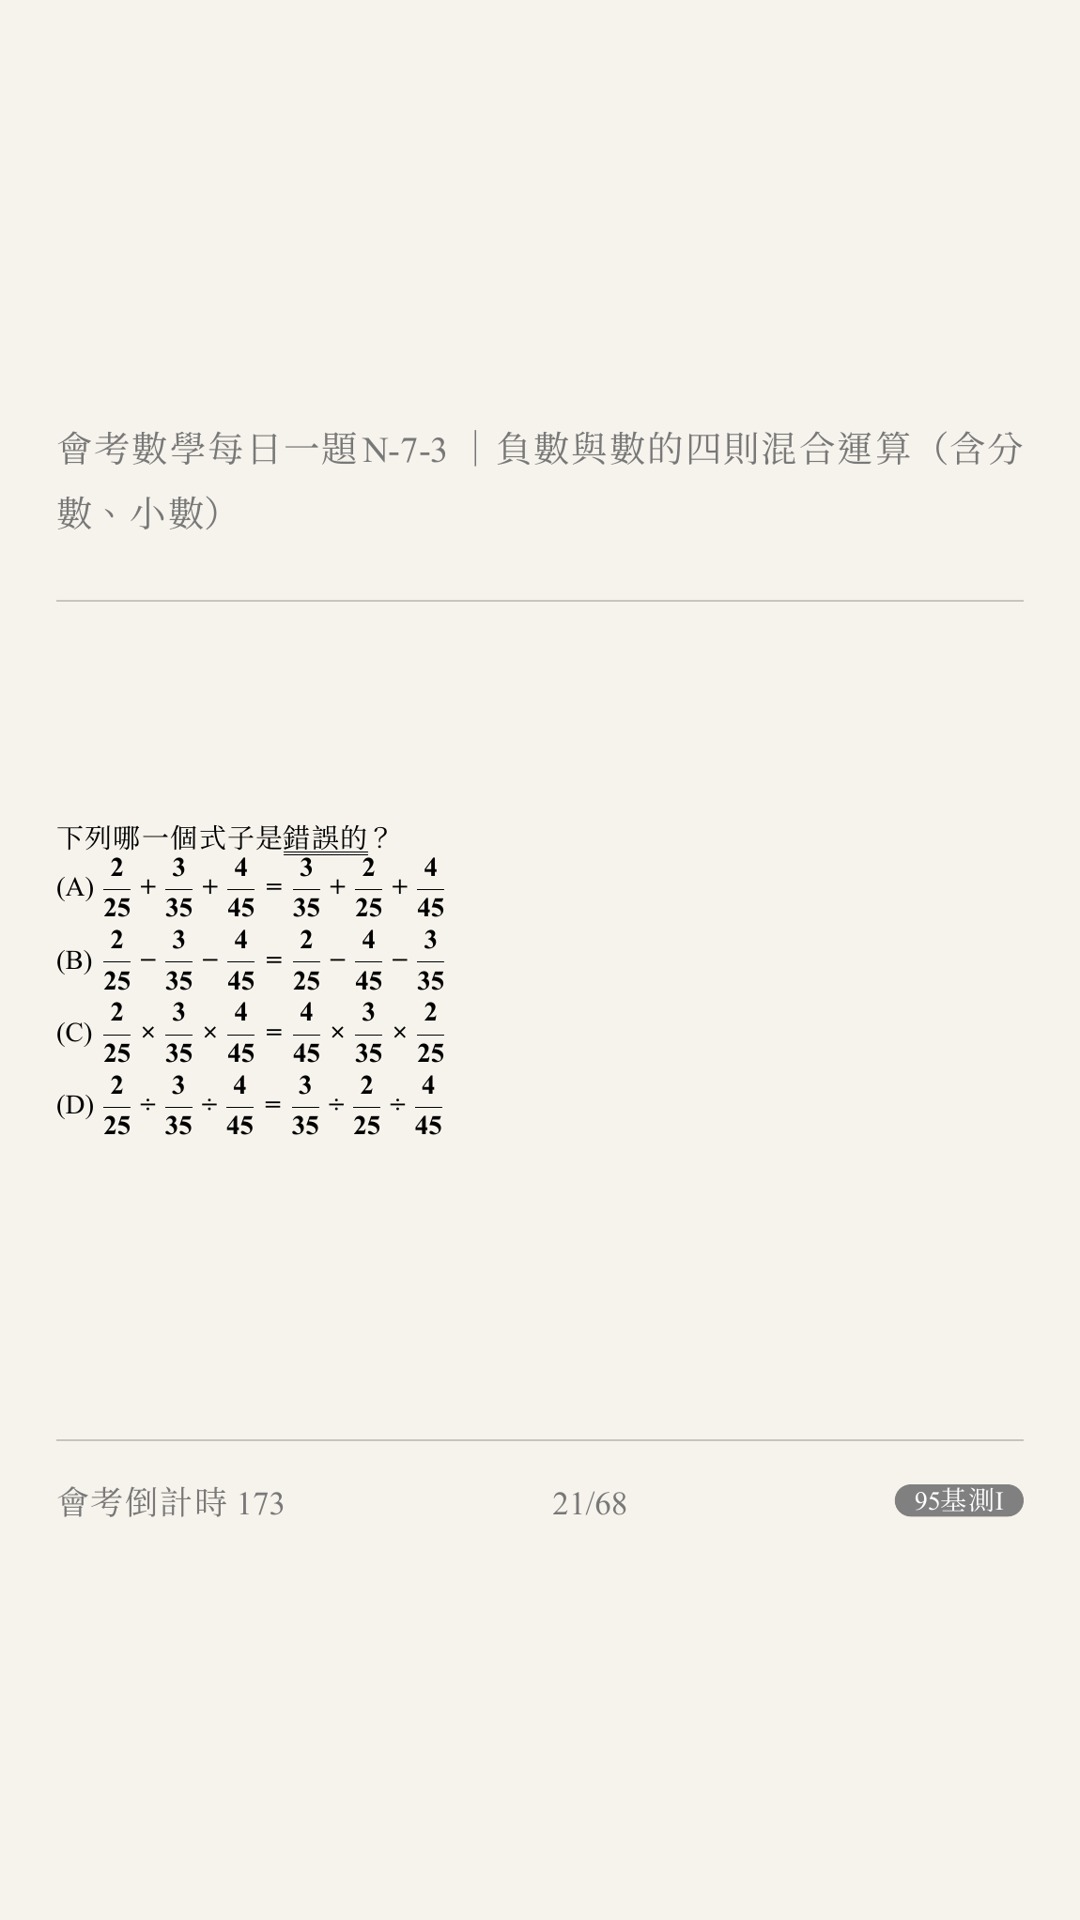 會考數學每日一題N-7-3｜負數與數的四則混合運算（含分
數、小數）
下列哪一個式子是錯誤的？
(A) 2/25 + 3/35 + 4/45 = 3/35 + 2/25 + 4/45
(B) 2/25 − 3/35 − 4/45 = 2/25 − 4/45 − 3/35
(C) 2/25 × 3/35 × 4/45 = 4/45 × 3/35 × 2/25
(D) 2/25 ÷ 3/35 ÷ 4/45 = 3/35 ÷ 2/25 ÷ 4/45
會考倒計時 173
21/68
95基測I